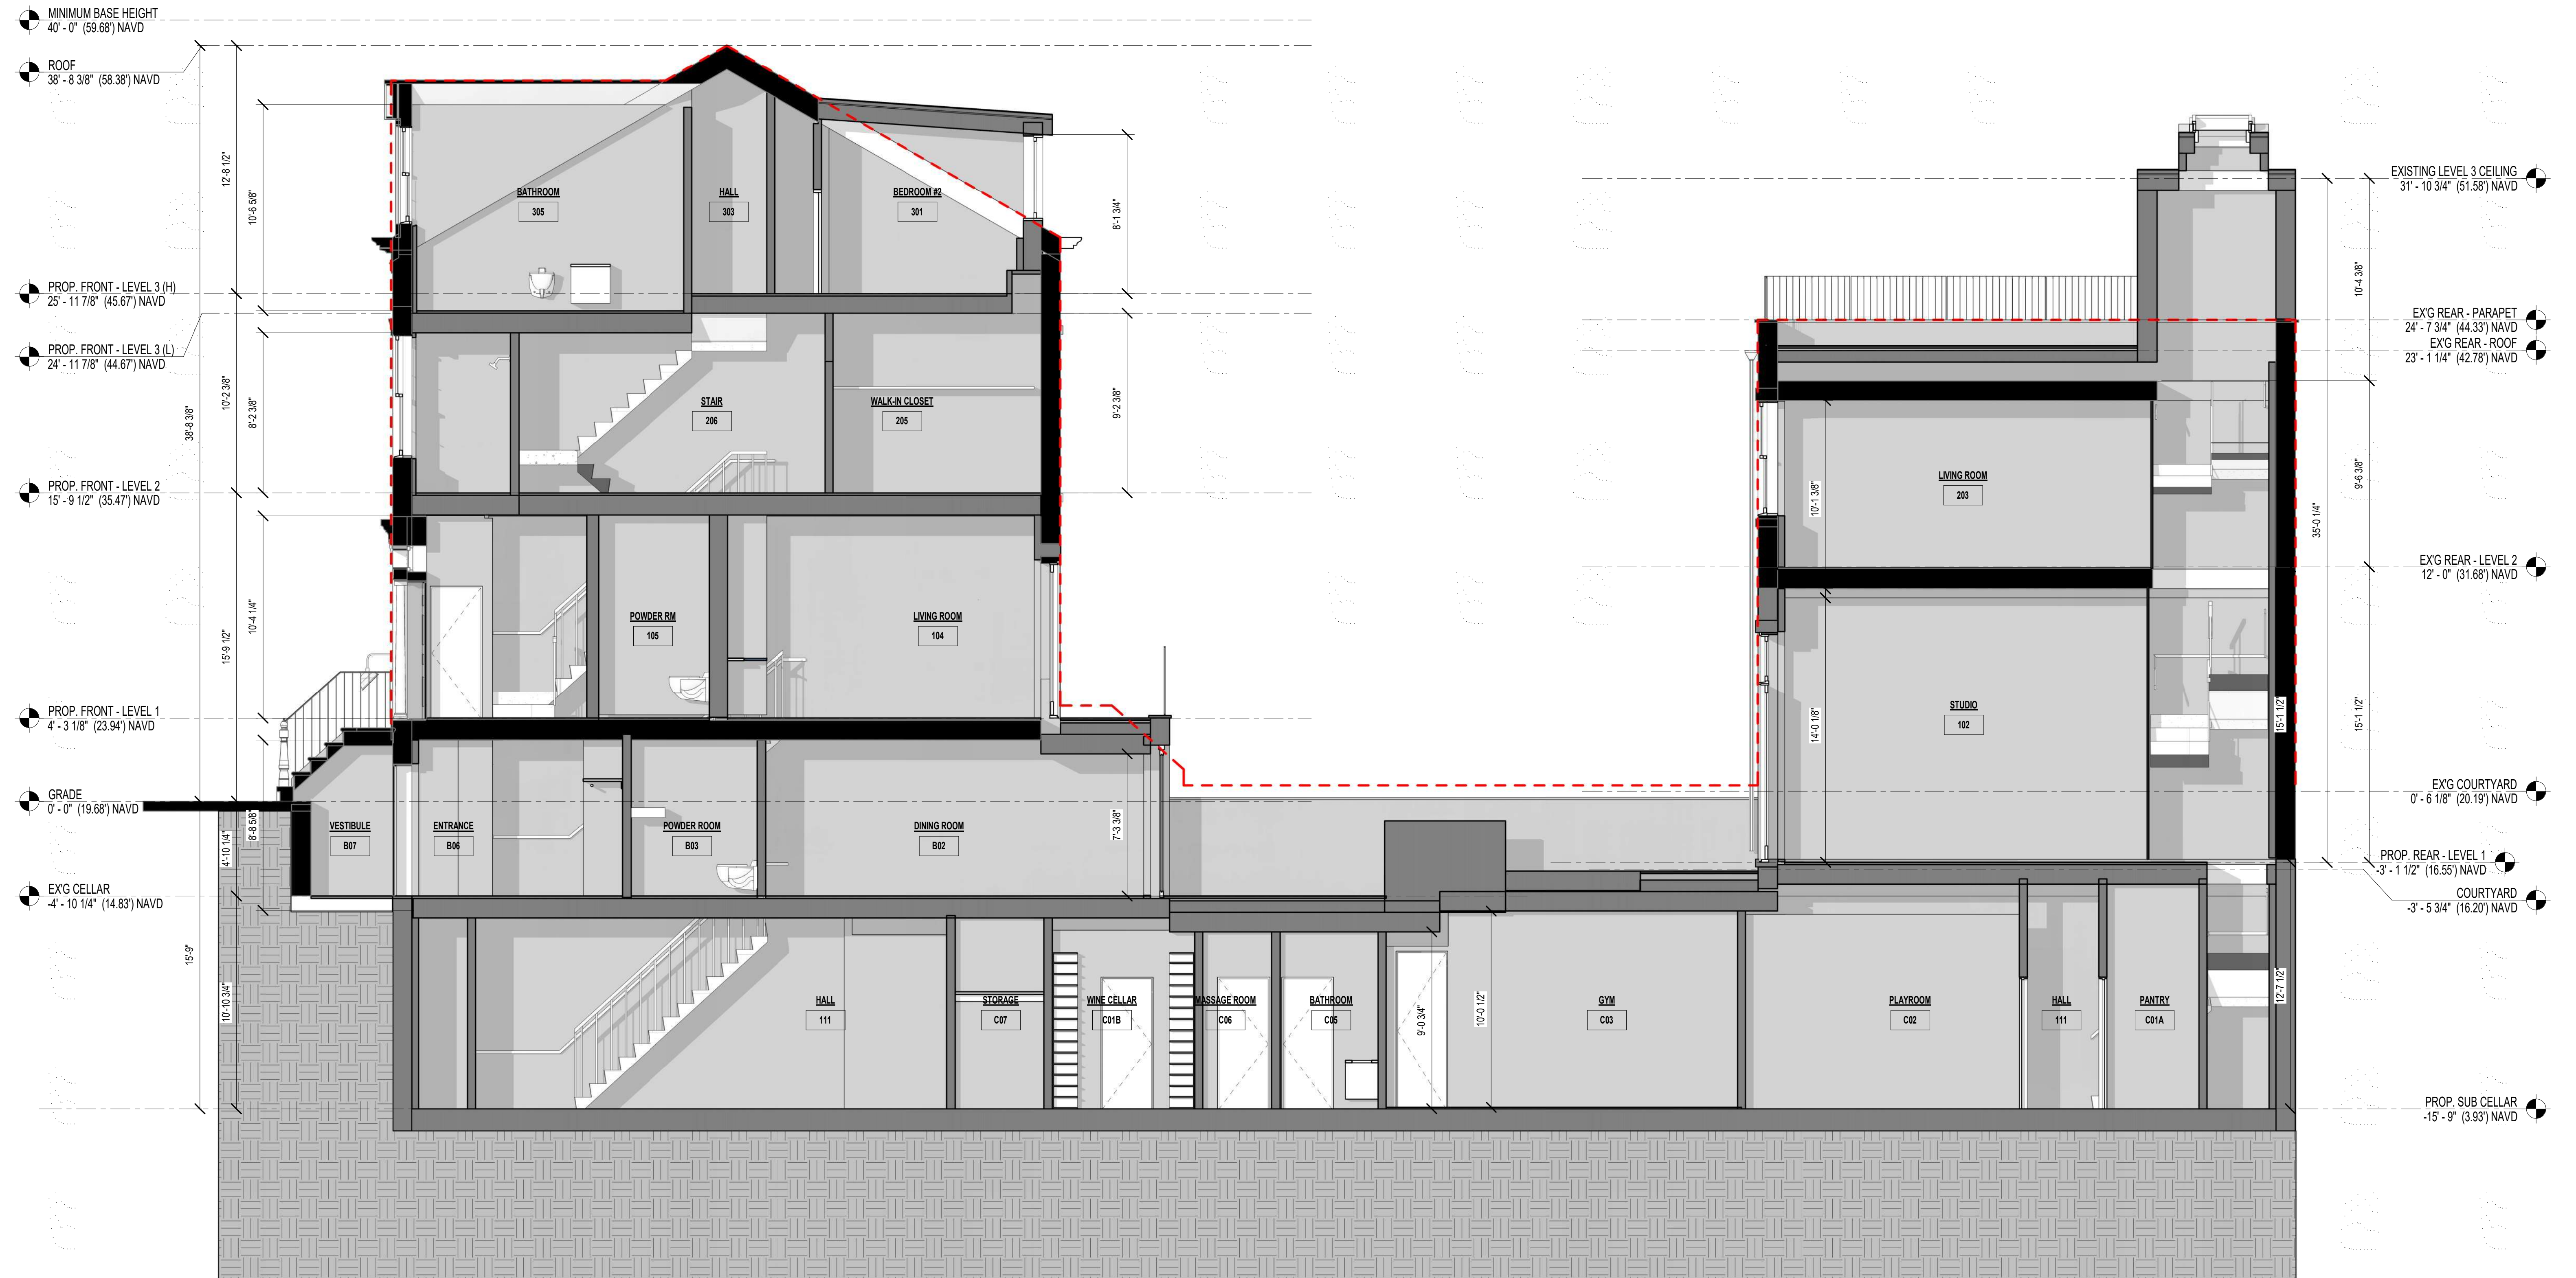 MINIMUM BASE HEIGHT
40' - 0" (59.68') NAVD
ROOF
38' - 8 3/8" (58.38') NAVD
PROP. FRONT - LEVEL 3 (H)
25' - 11 7/8" (45.67') NAVD
PROP. FRONT - LEVEL 3 (L)
24' - 11 7/8" (44.67') NAVD
PROP. FRONT - LEVEL 2
15' - 9 1/2" (35.47') NAVD
PROP. FRONT - LEVEL 1
4' - 3 1/8" (23.94') NAVD
GRADE
0' - 0" (19.68') NAVD
EX'G CELLAR
-4' - 10 1/4" (14.83') NAVD
38'-8 3/8"
15'-9"
12'-8 1/2"
10'-2 3/8"
15'-9 1/2"
4'-10 1/4"
10'-10 3/4"
10'-6 5/8"
8'-2 3/8"
10'-4 1/4"
8'-8 5/8"
BATHROOM
305
HALL
303
BEDROOM #2
301
8'-1 3/4"
STAIR
206
WALK-IN CLOSET
205
9'-2 3/8"
POWDER RM
105
LIVING ROOM
104
VESTIBULE
B07
ENTRANCE
B06
POWDER ROOM
B03
DINING ROOM
B02
7'-3 3/8"
HALL
111
STORAGE
C07
WINE CELLAR
C01B
MASSAGE ROOM
C06
BATHROOM
C05
9'-0 3/4"
10'-0 1/2"
GYM
C03
PLAYROOM
C02
HALL
111
PANTRY
C01A
12'-7 1/2"
LIVING ROOM
203
10'-1 3/8"
STUDIO
102
14'-0 1/8"
15'-1 1/2"
35'-0 1/4"
10'-4 3/8"
9'-6 3/8"
15'-1 1/2"
EXISTING LEVEL 3 CEILING
31' - 10 3/4" (51.58') NAVD
EX'G REAR - PARAPET
24' - 7 3/4" (44.33') NAVD
EX'G REAR - ROOF
23' - 1 1/4" (42.78') NAVD
EX'G REAR - LEVEL 2
12' - 0" (31.68') NAVD
EX'G COURTYARD
0' - 6 1/8" (20.19') NAVD
PROP. REAR - LEVEL 1
-3' - 1 1/2" (16.55') NAVD
COURTYARD
-3' - 5 3/4" (16.20') NAVD
PROP. SUB CELLAR
-15' - 9" (3.93') NAVD